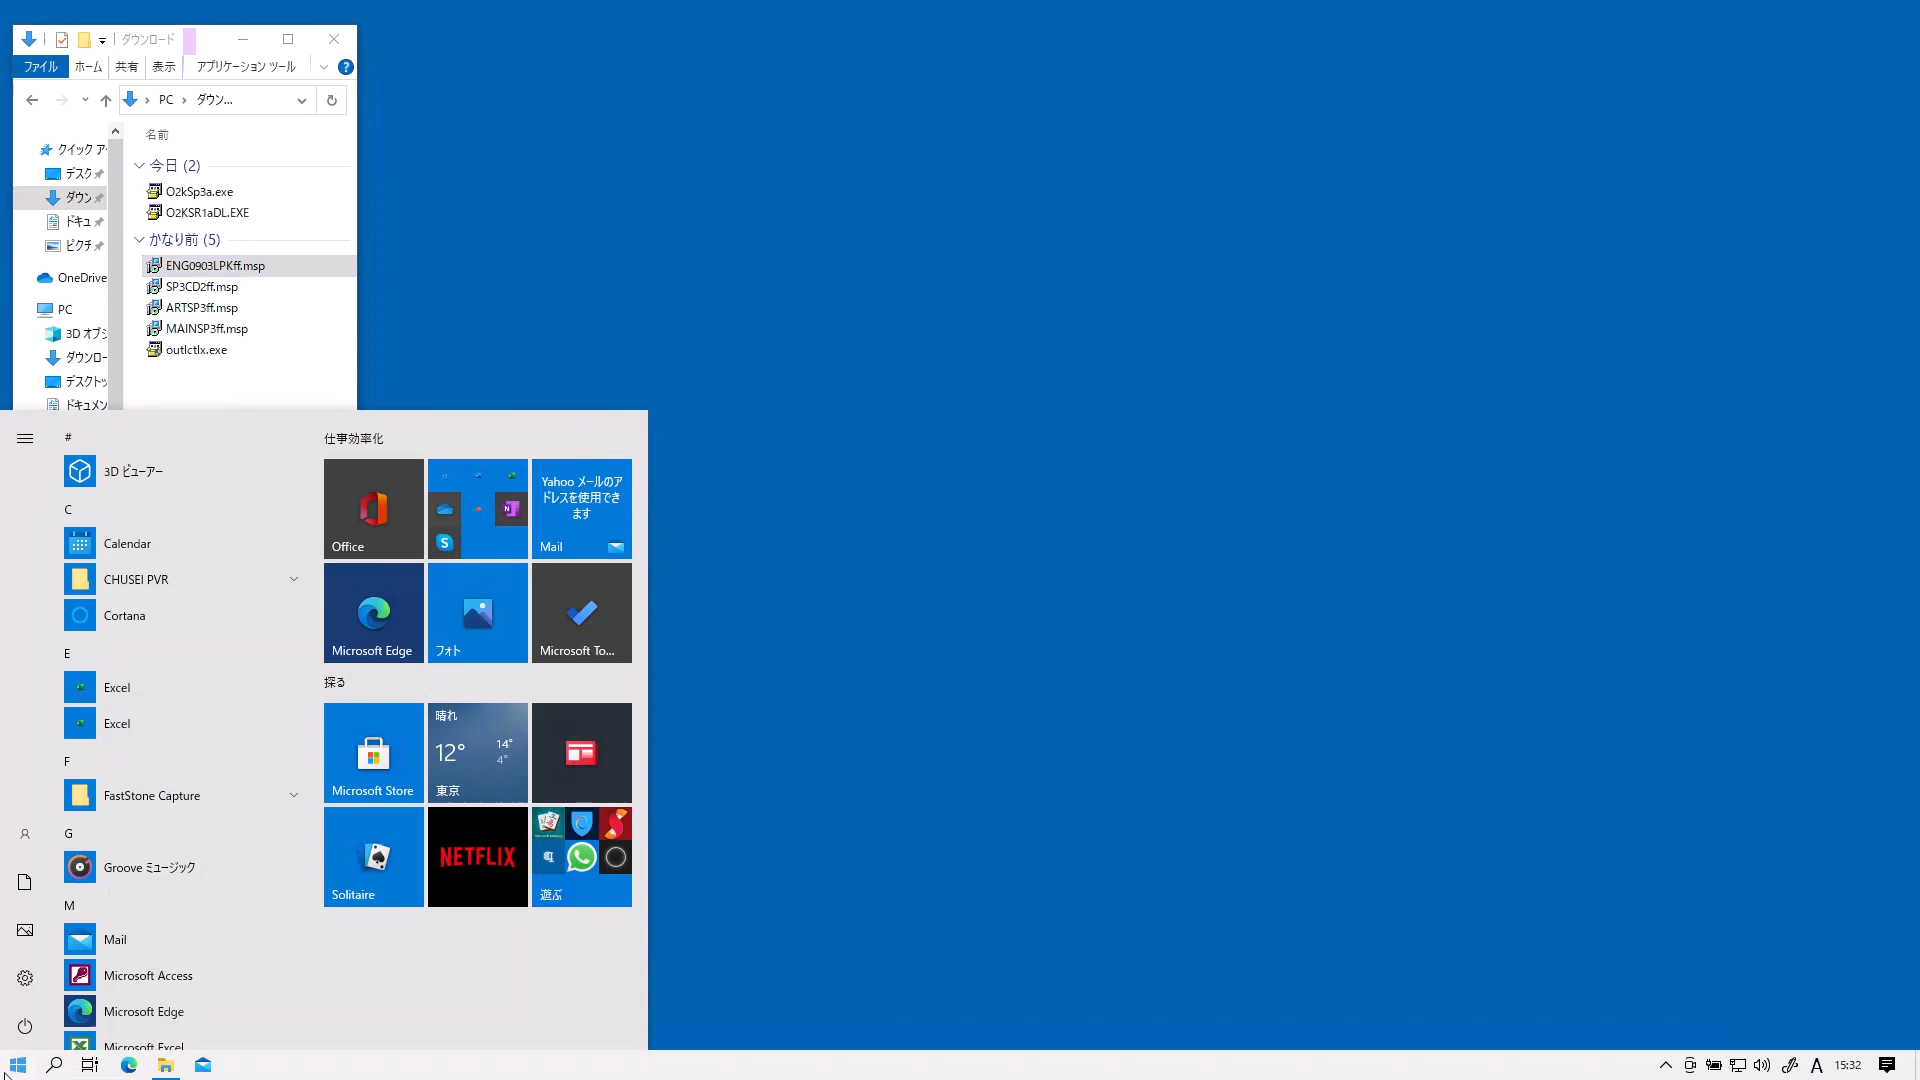 ダウンロード
ファイル
ホーム
共有
表示
アプリケーション ツール
PC
ダウン...
名前
クイック ア
デスク
ダウン
ドキュ
ピクチ
OneDrive
PC
3D オブジ
ダウンロー
デスクトッ
ドキュメン
今日 (2)
O2kSp3a.exe
O2KSR1aDL.EXE
かなり前 (5)
ENG0903LPKff.msp
SP3CD2ff.msp
ARTSP3ff.msp
MAINSP3ff.msp
outlctlx.exe
#
3D ビューアー
C
Calendar
CHUSEI PVR
Cortana
E
Excel
Excel
F
FastStone Capture
G
Groove ミュージック
M
Mail
Microsoft Access
Microsoft Edge
Microsoft Excel
仕事効率化
Office
Yahoo メールのア
ドレスを使用でき
ます
Mail
Microsoft Edge
フォト
Microsoft To...
探る
Microsoft Store
晴れ
12°
14°
4°
東京
Solitaire
NETFLIX
遊ぶ
A
15:32